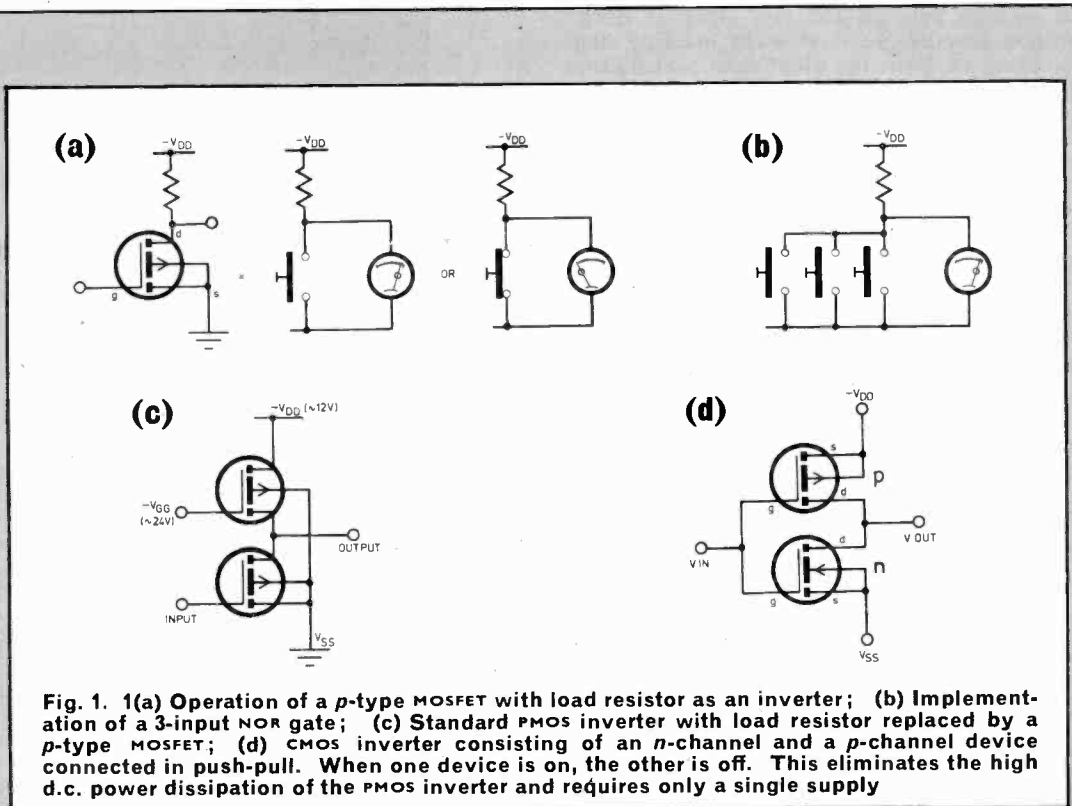 (a)
-VDD
d
g
s
=
-VDD
OR
-VDD
(b)
-VDD
(c)
-VDD (~12V)
-VGG
(~24V)
OUTPUT
INPUT
VSS
(d)
-VDD
s
p
d
g
V IN
V OUT
d
n
g
s
VSS
Fig. 1. 1(a) Operation of a p-type MOSFET with load resistor as an inverter; (b) Implement-
ation of a 3-input NOR gate; (c) Standard PMOS inverter with load resistor replaced by a
p-type MOSFET; (d) CMOS inverter consisting of an n-channel and a p-channel device
connected in push-pull. When one device is on, the other is off. This eliminates the high
d.c. power dissipation of the PMOS inverter and requires only a single supply